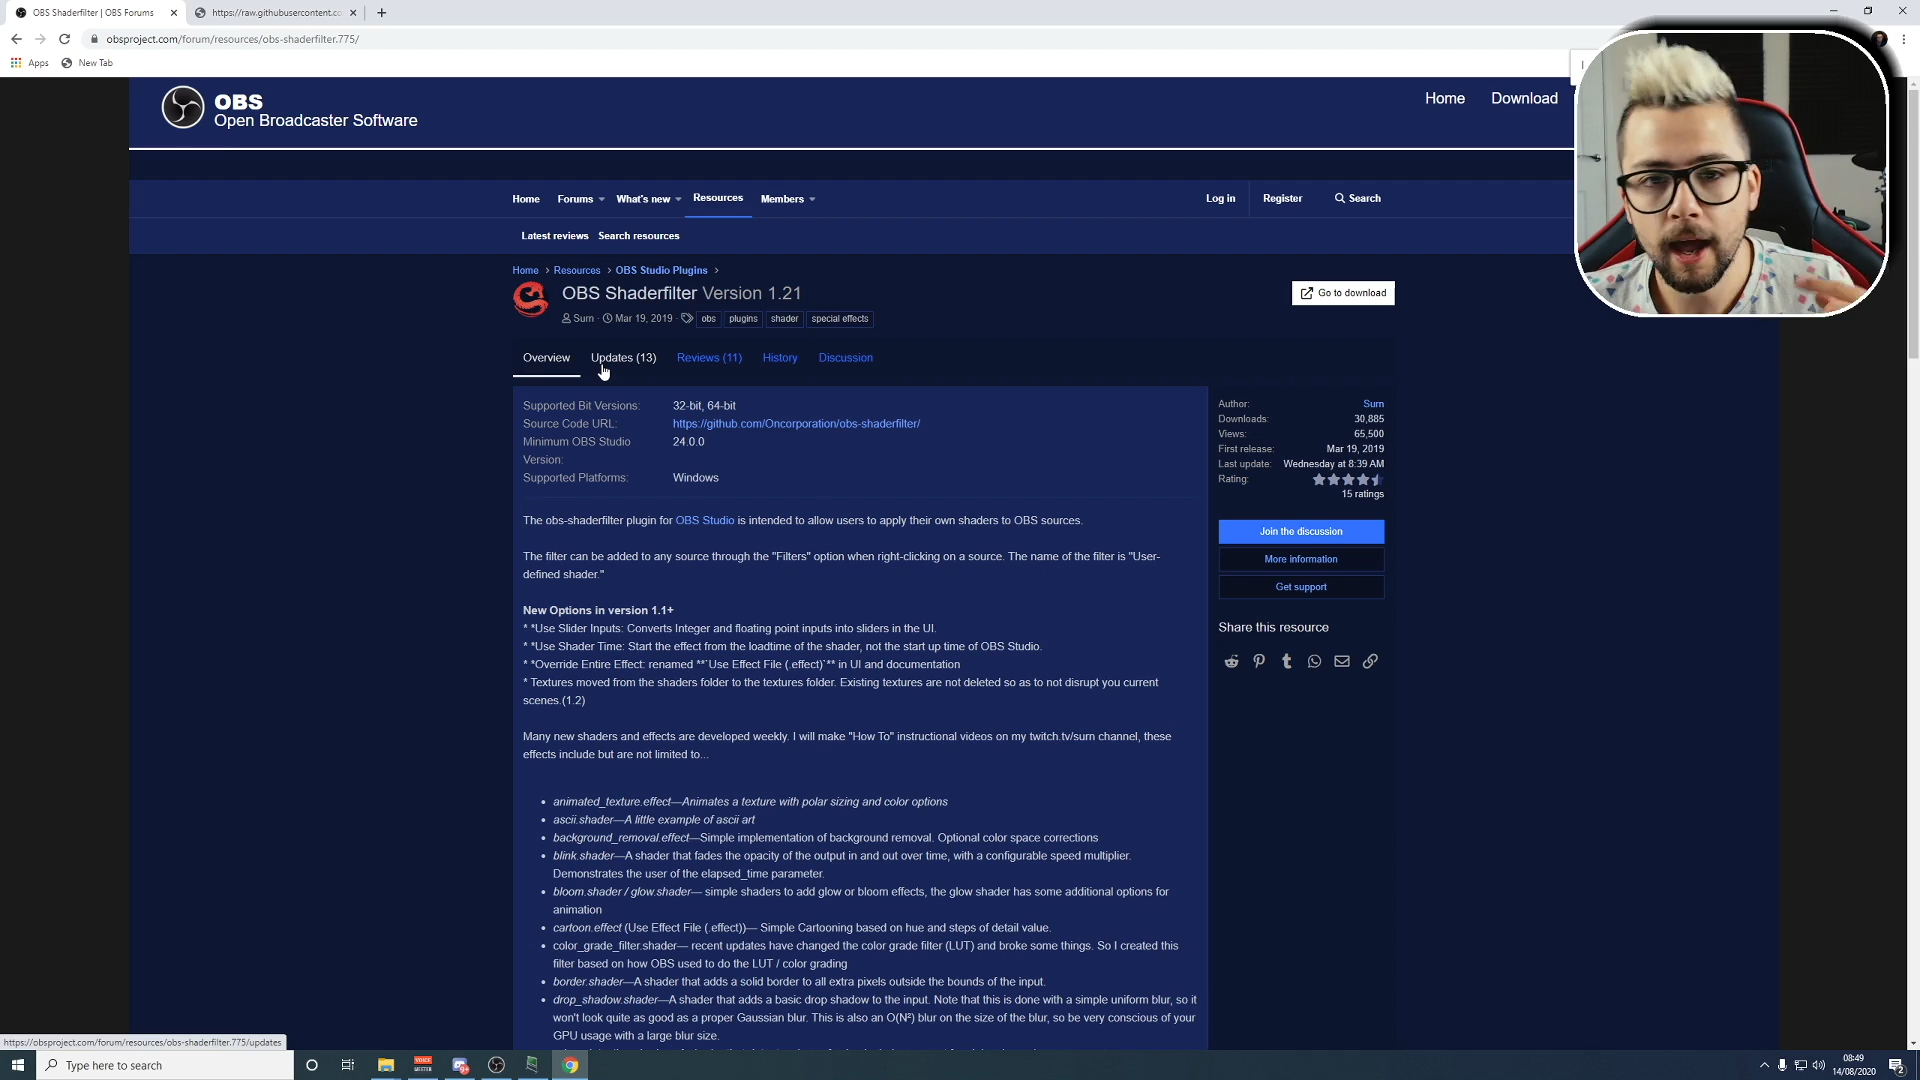 OBS Shaderfilter | OBS Forums
https://raw.githubusercontent.co
obsproject.com/forum/resources/obs-shaderfilter.775/
Apps
New Tab
OBS
Open Broadcaster Software
Home
Download
Home
Forums
What's new
Resources
Members
Log in
Register
Search
Latest reviews
Search resources
Home
Resources
OBS Studio Plugins
OBS Shaderfilter Version 1.21
Go to download
Surn · Mar 19, 2019 ·
obs
plugins
shader
special effects
Overview
Updates (13)
Reviews (11)
History
Discussion
Supported Bit Versions: 32-bit, 64-bit
Source Code URL: https://github.com/Oncorporation/obs-shaderfilter/
Minimum OBS Studio 24.0.0
Version:
Supported Platforms: Windows
The obs-shaderfilter plugin for OBS Studio is intended to allow users to apply their own shaders to OBS sources.
The filter can be added to any source through the "Filters" option when right-clicking on a source. The name of the filter is "User-
defined shader."
New Options in version 1.1+
* *Use Slider Inputs: Converts Integer and floating point inputs into sliders in the UI.
* *Use Shader Time: Start the effect from the loadtime of the shader, not the start up time of OBS Studio.
* *Override Entire Effect: renamed **`Use Effect File (.effect)`** in UI and documentation
* Textures moved from the shaders folder to the textures folder. Existing textures are not deleted so as to not disrupt you current
scenes.(1.2)
Many new shaders and effects are developed weekly. I will make "How To" instructional videos on my twitch.tv/surn channel, these
effects include but are not limited to...
• animated_texture.effect—Animates a texture with polar sizing and color options
• ascii.shader—A little example of ascii art
• background_removal.effect—Simple implementation of background removal. Optional color space corrections
• blink.shader—A shader that fades the opacity of the output in and out over time, with a configurable speed multiplier.
Demonstrates the user of the elapsed_time parameter.
• bloom.shader / glow.shader— simple shaders to add glow or bloom effects, the glow shader has some additional options for
animation
• cartoon.effect (Use Effect File (.effect))— Simple Cartooning based on hue and steps of detail value.
• color_grade_filter.shader— recent updates have changed the color grade filter (LUT) and broke some things. So I created this
filter based on how OBS used to do the LUT / color grading
• border.shader—A shader that adds a solid border to all extra pixels outside the bounds of the input.
• drop_shadow.shader—A shader that adds a basic drop shadow to the input. Note that this is done with a simple uniform blur, so it
won't look quite as good as a proper Gaussian blur. This is also an O(N²) blur on the size of the blur, so be very conscious of your
GPU usage with a large blur size.
Author: Surn
Downloads: 30,885
Views: 65,500
First release: Mar 19, 2019
Last update: Wednesday at 8:39 AM
Rating:
15 ratings
Join the discussion
More information
Get support
Share this resource
https://obsproject.com/forum/resources/obs-shaderfilter.775/updates
Type here to search
VOICE
MEETER
08:49
14/08/2020
2